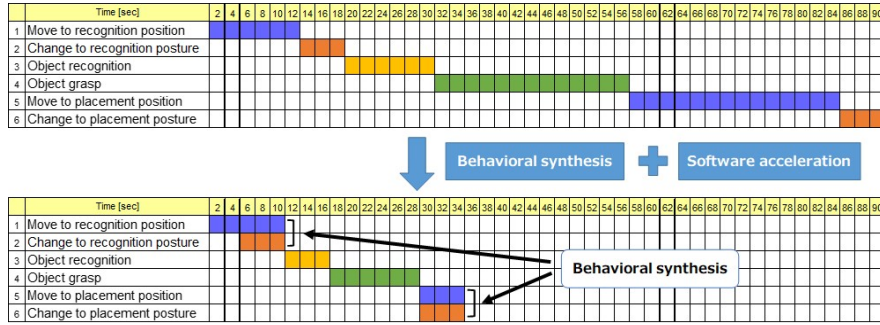 Time [sec] 2 4 6 8 10 12 14 16 18 20 22 24 26 28 30 32 34 36 38 40 42 44 46 48 50 52 54 56 58 60 62 64 66 68 70 72 74 76 78 80 82 84 86 88 90
1 Move to recognition position
2 Change to recognition posture
3 Object recognition
4 Object grasp
5 Move to placement position
6 Change to placement posture
Behavioral synthesis Software acceleration
Time [sec] 2 4 6 8 10 12 14 16 18 20 22 24 26 28 30 32 34 36 38 40 42 44 46 48 50 52 54 56 58 60 62 64 66 68 70 72 74 76 78 80 82 84 86 88 90
1 Move to recognition position
2 Change to recognition posture
3 Object recognition
Behavioral synthesis
4 Object grasp
5 Move to placement position
6 Change to placement posture